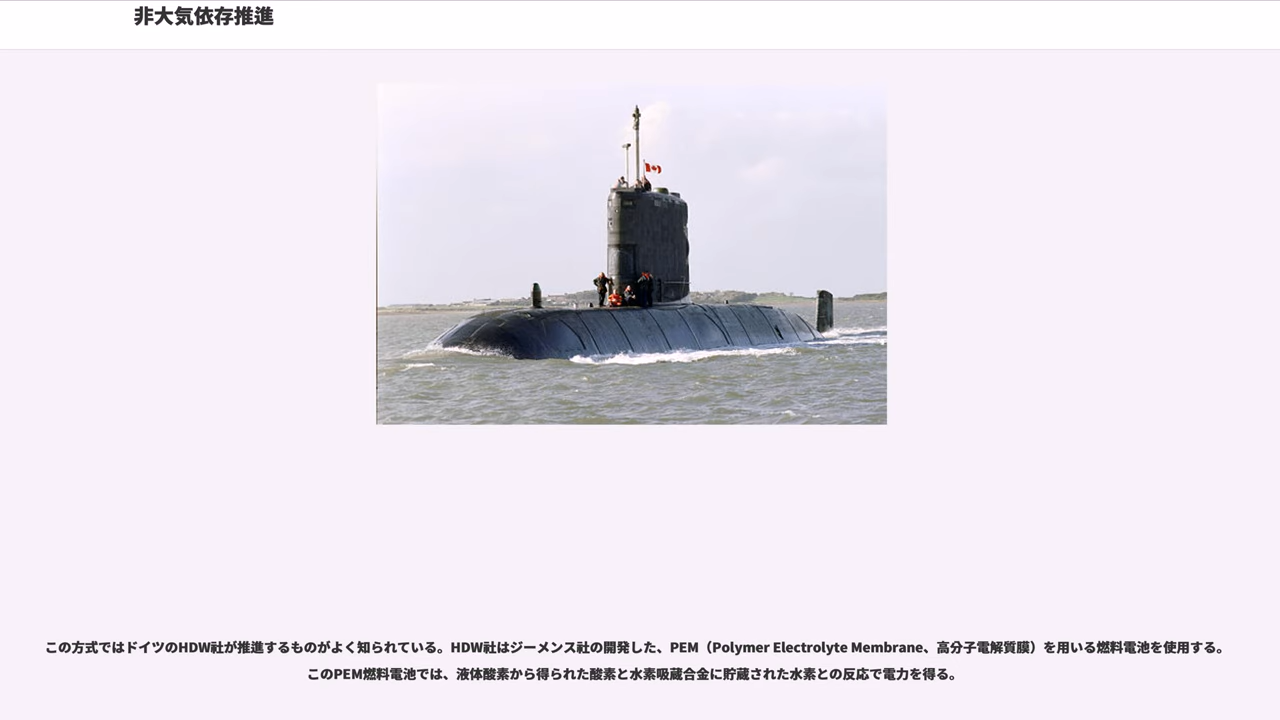 非大気依存推進
この方式ではドイツのHDW社が推進するものがよく知られている。HDW社はジーメンス社の開発した、PEM（Polymer Electrolyte Membrane、高分子電解質膜）を用いる燃料電池を使用する。
このPEM燃料電池では、液体酸素から得られた酸素と水素吸蔵合金に貯蔵された水素との反応で電力を得る。